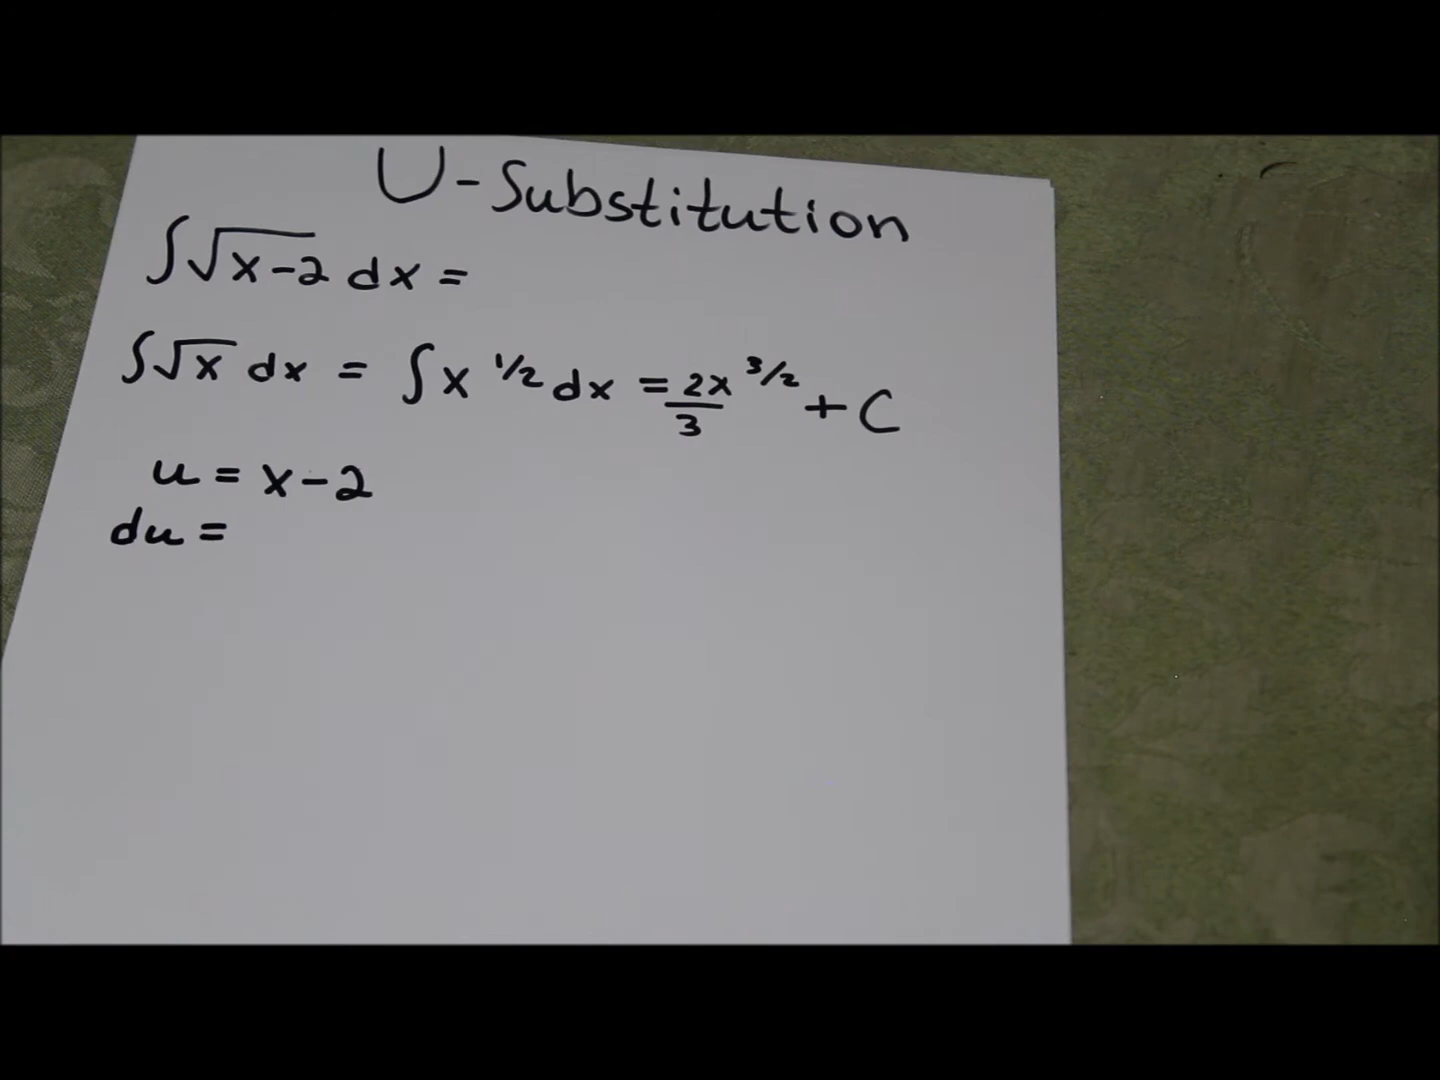 U-Substitution
∫√x-2 dx =
∫√x dx = ∫x^1/2 dx = 2x^3/2/3 + C
u = x-2
du =